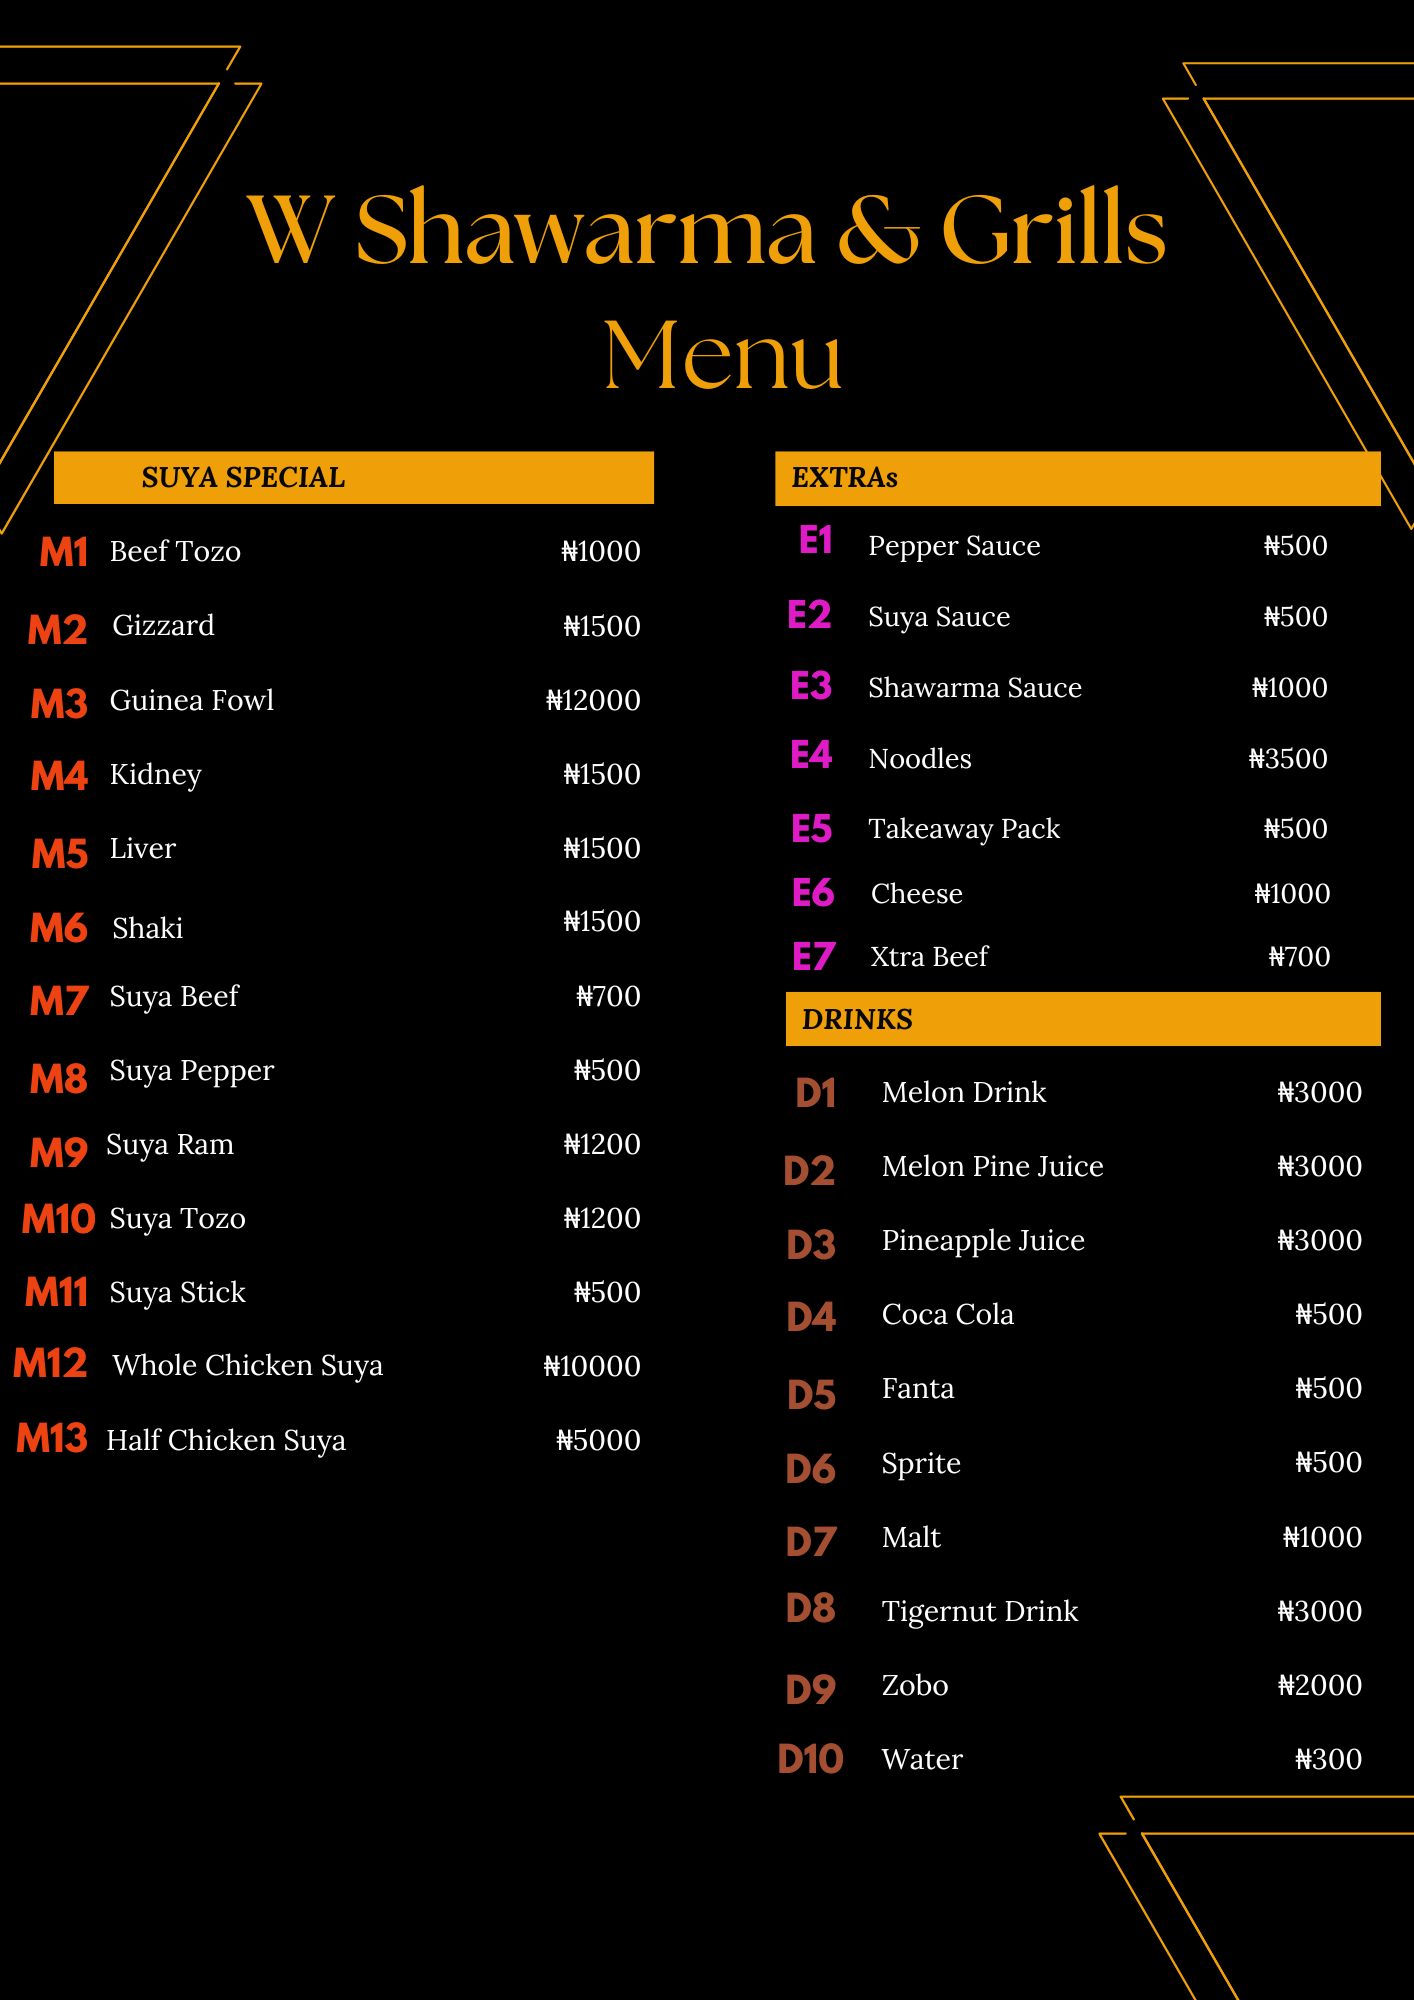 W Shawarma & Grills
Menu
SUYA SPECIAL
M1 Beef Tozo ₦1000
M2 Gizzard ₦1500
M3 Guinea Fowl ₦12000
M4 Kidney ₦1500
M5 Liver ₦1500
M6 Shaki ₦1500
M7 Suya Beef ₦700
M8 Suya Pepper ₦500
M9 Suya Ram ₦1200
M10 Suya Tozo ₦1200
M11 Suya Stick ₦500
M12 Whole Chicken Suya ₦10000
M13 Half Chicken Suya ₦5000
EXTRAs
E1 Pepper Sauce ₦500
E2 Suya Sauce ₦500
E3 Shawarma Sauce ₦1000
E4 Noodles ₦3500
E5 Takeaway Pack ₦500
E6 Cheese ₦1000
E7 Xtra Beef ₦700
DRINKS
D1 Melon Drink ₦3000
D2 Melon Pine Juice ₦3000
D3 Pineapple Juice ₦3000
D4 Coca Cola ₦500
D5 Fanta ₦500
D6 Sprite ₦500
D7 Malt ₦1000
D8 Tigernut Drink ₦3000
D9 Zobo ₦2000
D10 Water ₦300